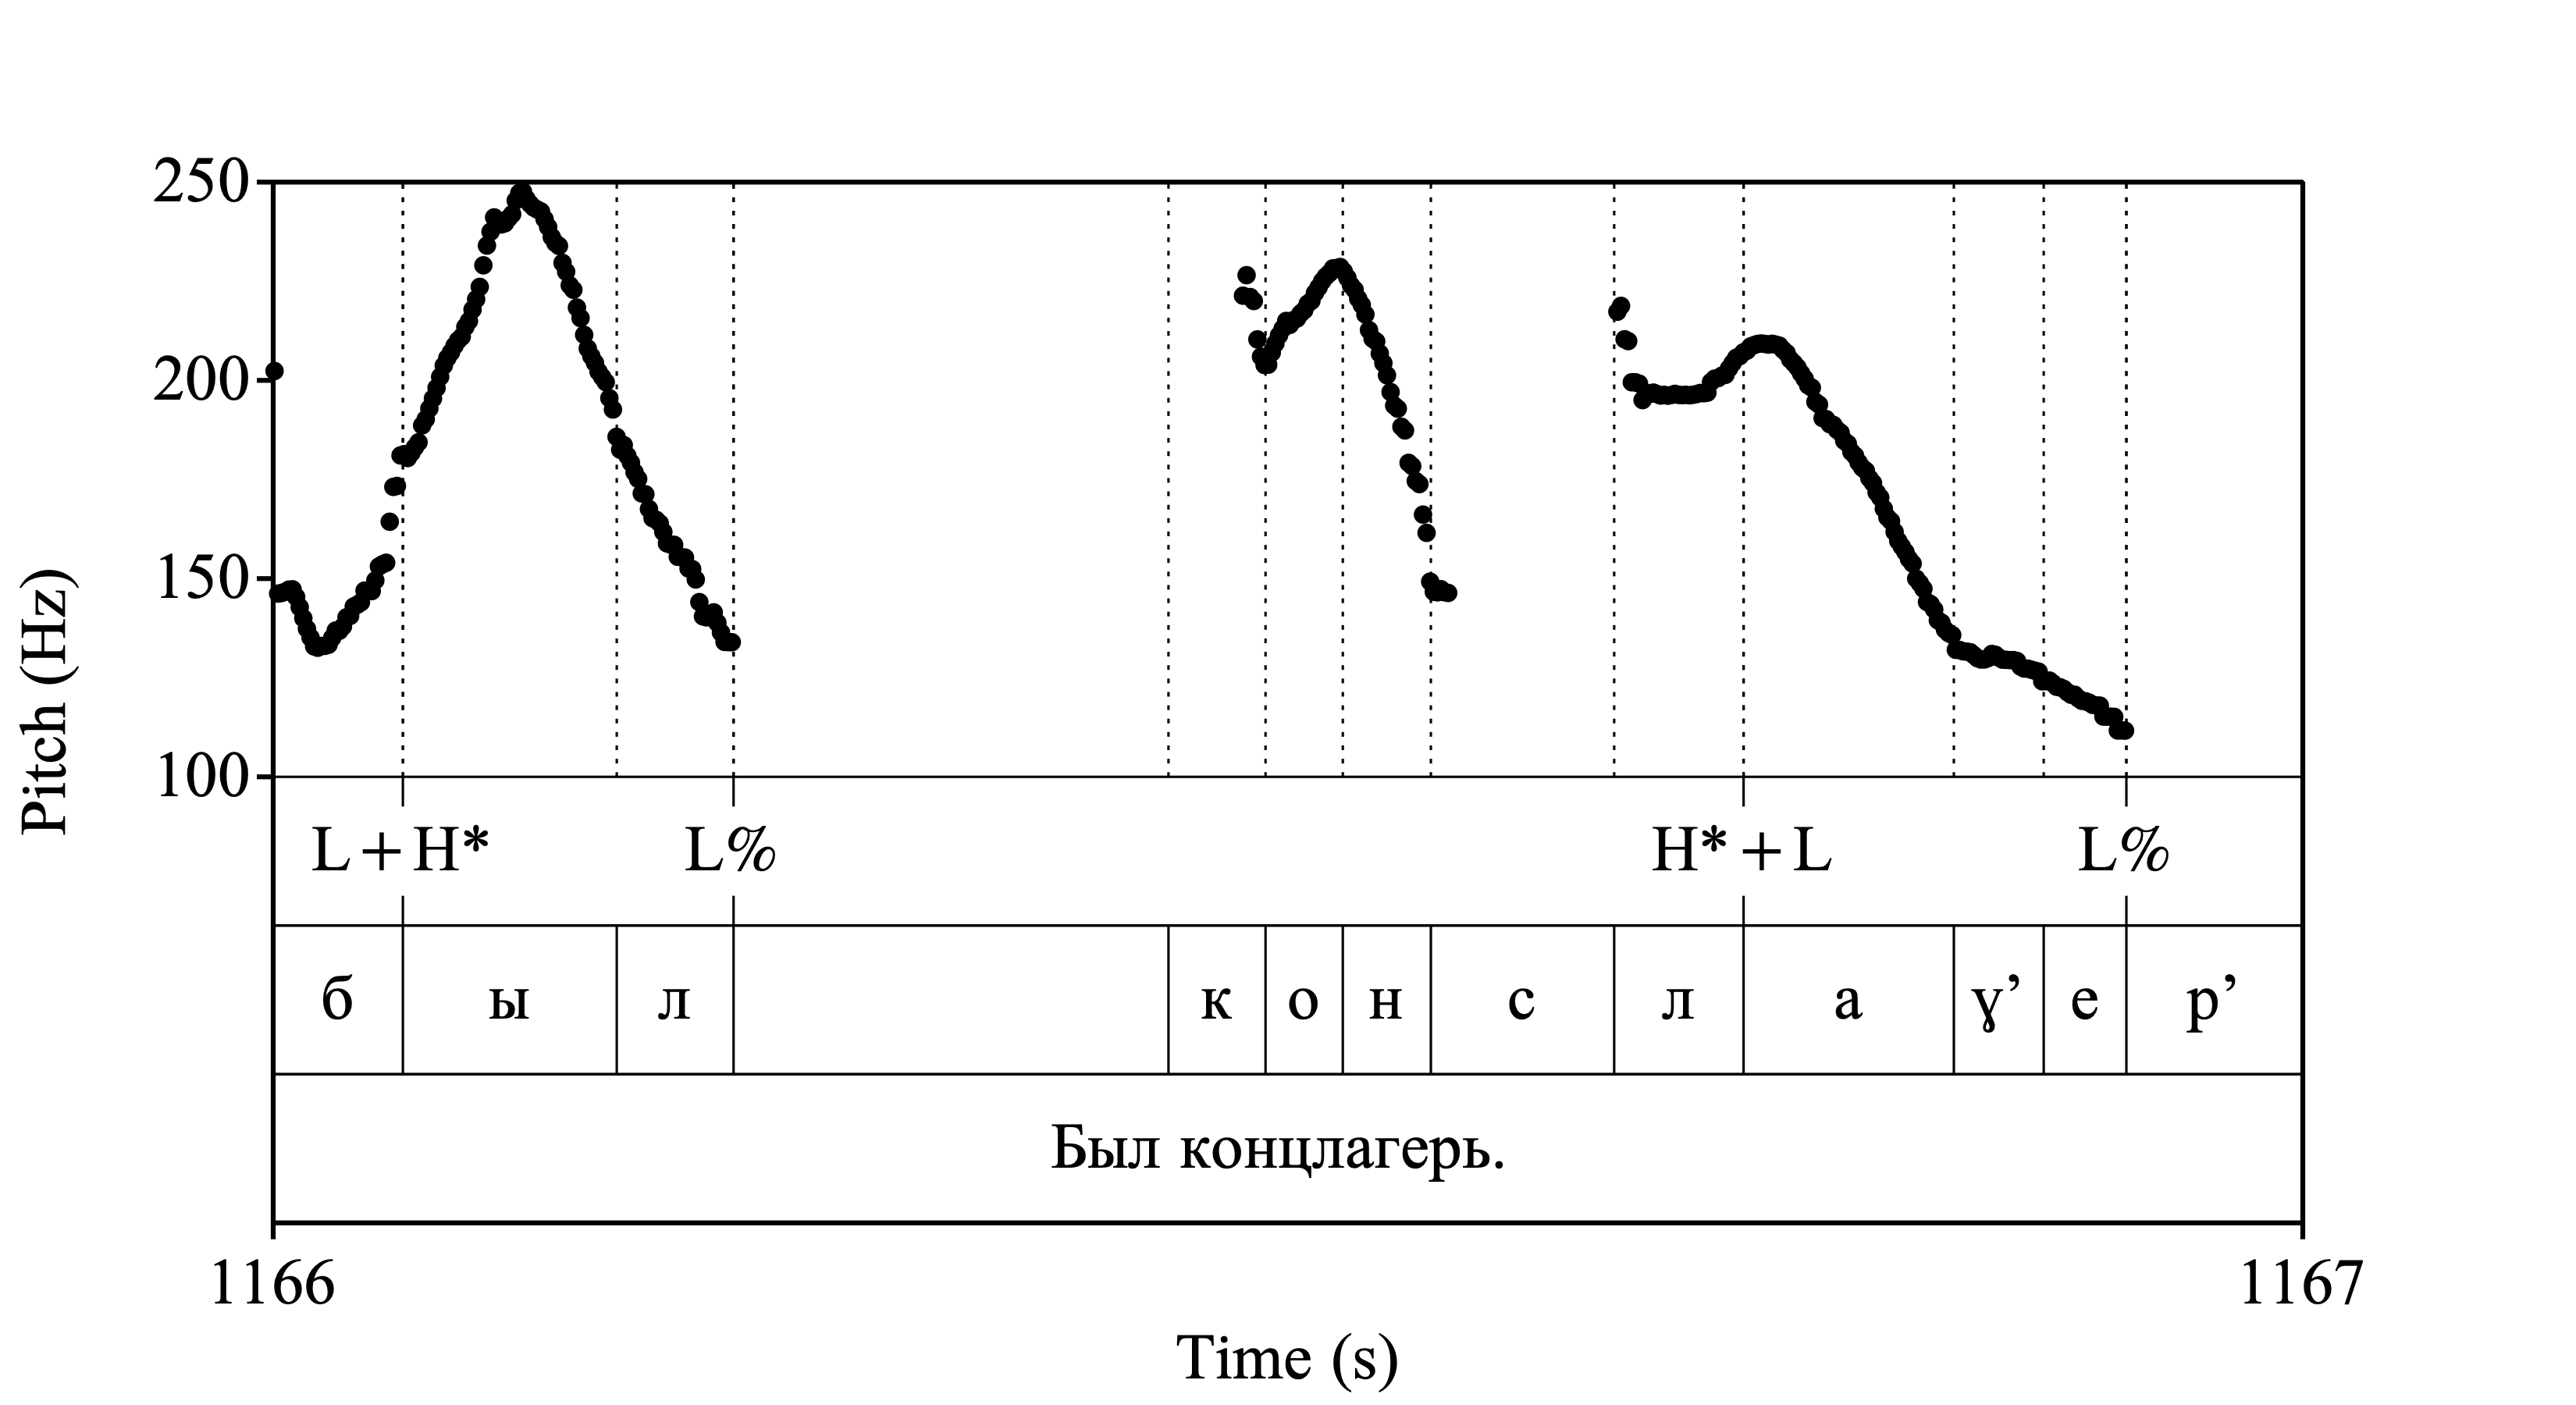 250
200
150
100
Pitch (Hz)
L+H* L% H*+L L%
б ы л к о н с л а ɣ’ е р’
Был концлагерь.
1166 1167
Time (s)